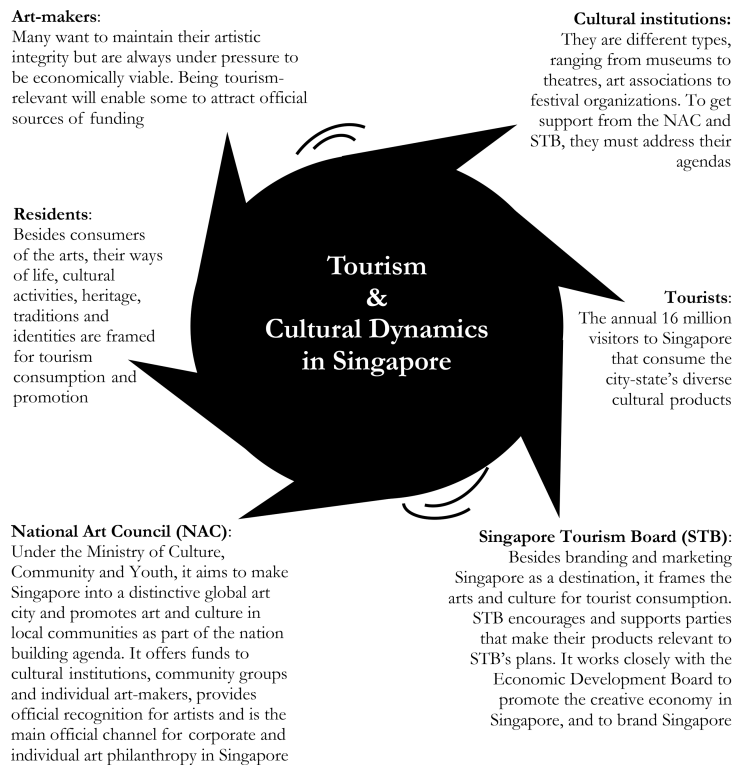 Art-makers:
Many want to maintain their artistic
integrity but are always under pressure to
be economically viable. Being tourism-
relevant will enable some to attract official
sources of funding
Cultural institutions:
They are different types,
ranging from museums to
theatres, art associations to
festival organizations. To get
support from the NAC and
STB, they must address their
agendas
Residents:
Besides consumers
of the arts, their ways
of life, cultural
activities, heritage,
traditions and
identities are framed
for tourism
consumption and
promotion
Tourism
&
Cultural Dynamics
in Singapore
Tourists:
The annual 16 million
visitors to Singapore
that consume the
city-state's diverse
cultural products
National Art Council (NAC):
Under the Ministry of Culture,
Community and Youth, it aims to make
Singapore into a distinctive global art
city and promotes art and culture in
local communities as part of the nation
building agenda. It offers funds to
cultural institutions, community groups
and individual art-makers, provides
official recognition for artists and is the
main official channel for corporate and
individual art philanthropy in Singapore
Singapore Tourism Board (STB):
Besides branding and marketing
Singapore as a destination, it frames the
arts and culture for tourist consumption.
STB encourages and supports parties
that make their products relevant to
STB's plans. It works closely with the
Economic Development Board to
promote the creative economy in
Singapore, and to brand Singapore